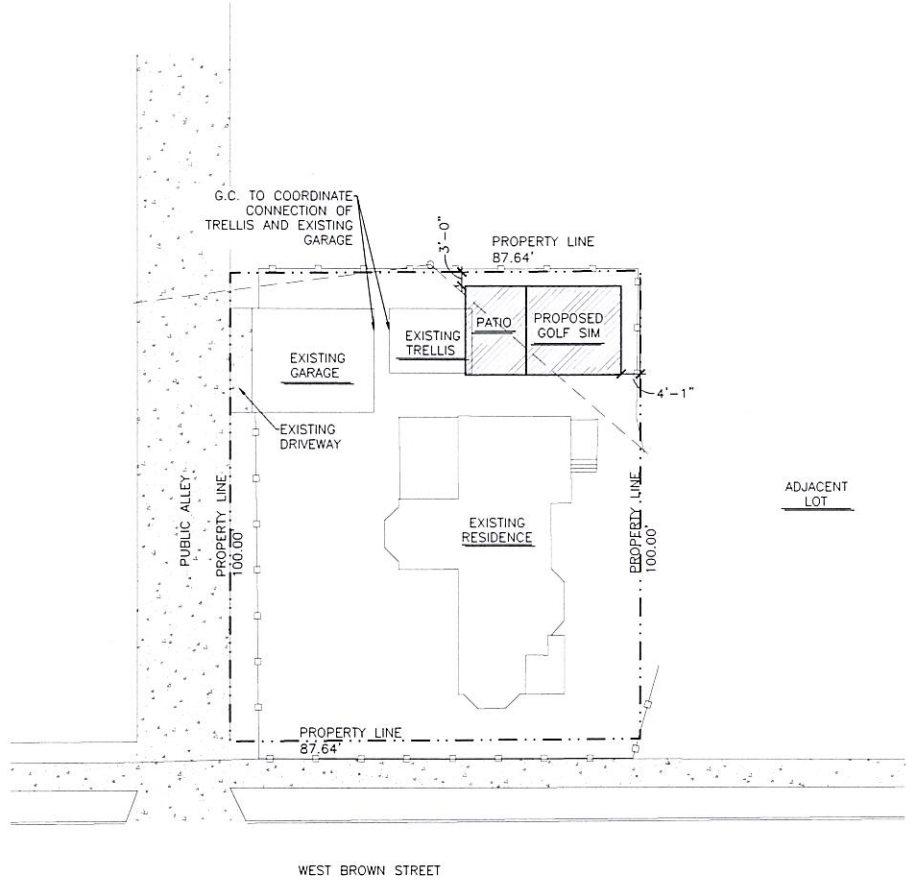 G.C. TO COORDINATE
CONNECTION OF
TRELLIS AND EXISTING
GARAGE
3'-0"
PROPERTY LINE
87.64'
PATIO
PROPOSED
GOLF SIM
EXISTING
TRELLIS
EXISTING
GARAGE
4'-1"
EXISTING
DRIVEWAY
PUBLIC ALLEY
PROPERTY LINE
100.00'
EXISTING
RESIDENCE
PROPERTY LINE
100.00'
ADJACENT
LOT
PROPERTY LINE
87.64'
WEST BROWN STREET